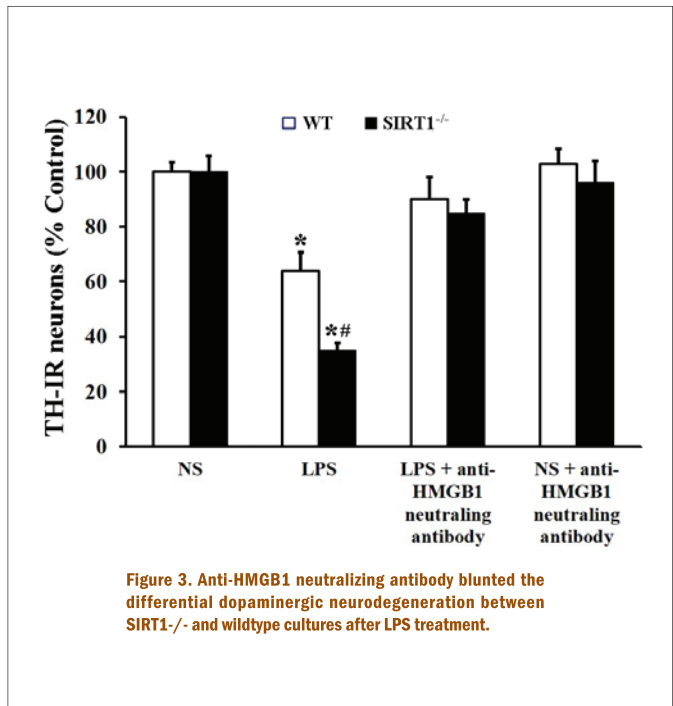 TH-IR neurons (% Control)
120
100
80
60
40
20
0
WT
SIRT1-/-
*
*#
NS
LPS
LPS + anti-
HMGB1
neutraling
antibody
NS + anti-
HMGB1
neutraling
antibody
Figure 3. Anti-HMGB1 neutralizing antibody blunted the
differential dopaminergic neurodegeneration between
SIRT1-/- and wildtype cultures after LPS treatment.